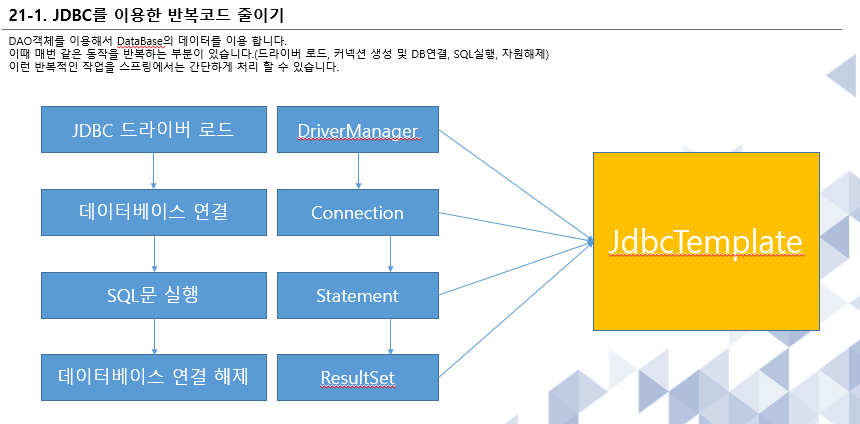 21-1. JDBC를 이용한 반복코드 줄이기
DAO객체를 이용해서 DataBase의 데이터를 이용 합니다.
이때 매번 같은 동작을 반복하는 부분이 있습니다.(드라이버 로드, 커넥션 생성 및 DB연결, SQL실행, 자원해제)
이런 반복적인 작업을 스프링에서는 간단하게 처리 할 수 있습니다.
JDBC 드라이버 로드
DriverManager
데이터베이스 연결
Connection
JdbcTemplate
SQL문 실행
Statement
데이터베이스 연결 해제
ResultSet